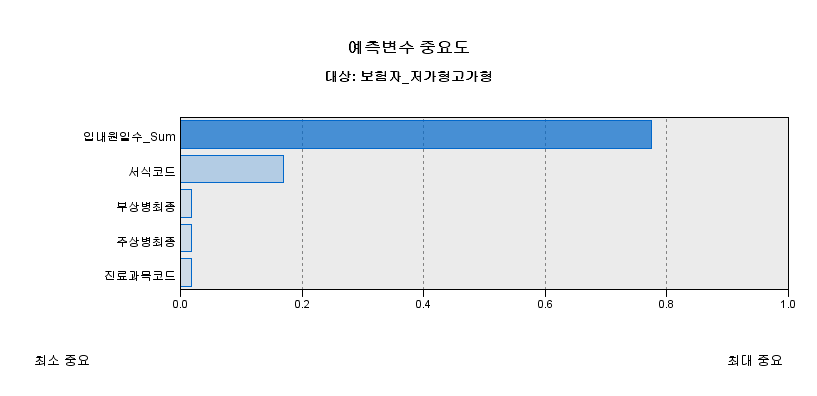 예측변수 중요도
대상: 보험자_저가형고가형
입내원일수_Sum
서식코드
부상병최종
주상병최종
진료과목코드
0.0 0.2 0.4 0.6 0.8 1.0
최소 중요 최대 중요